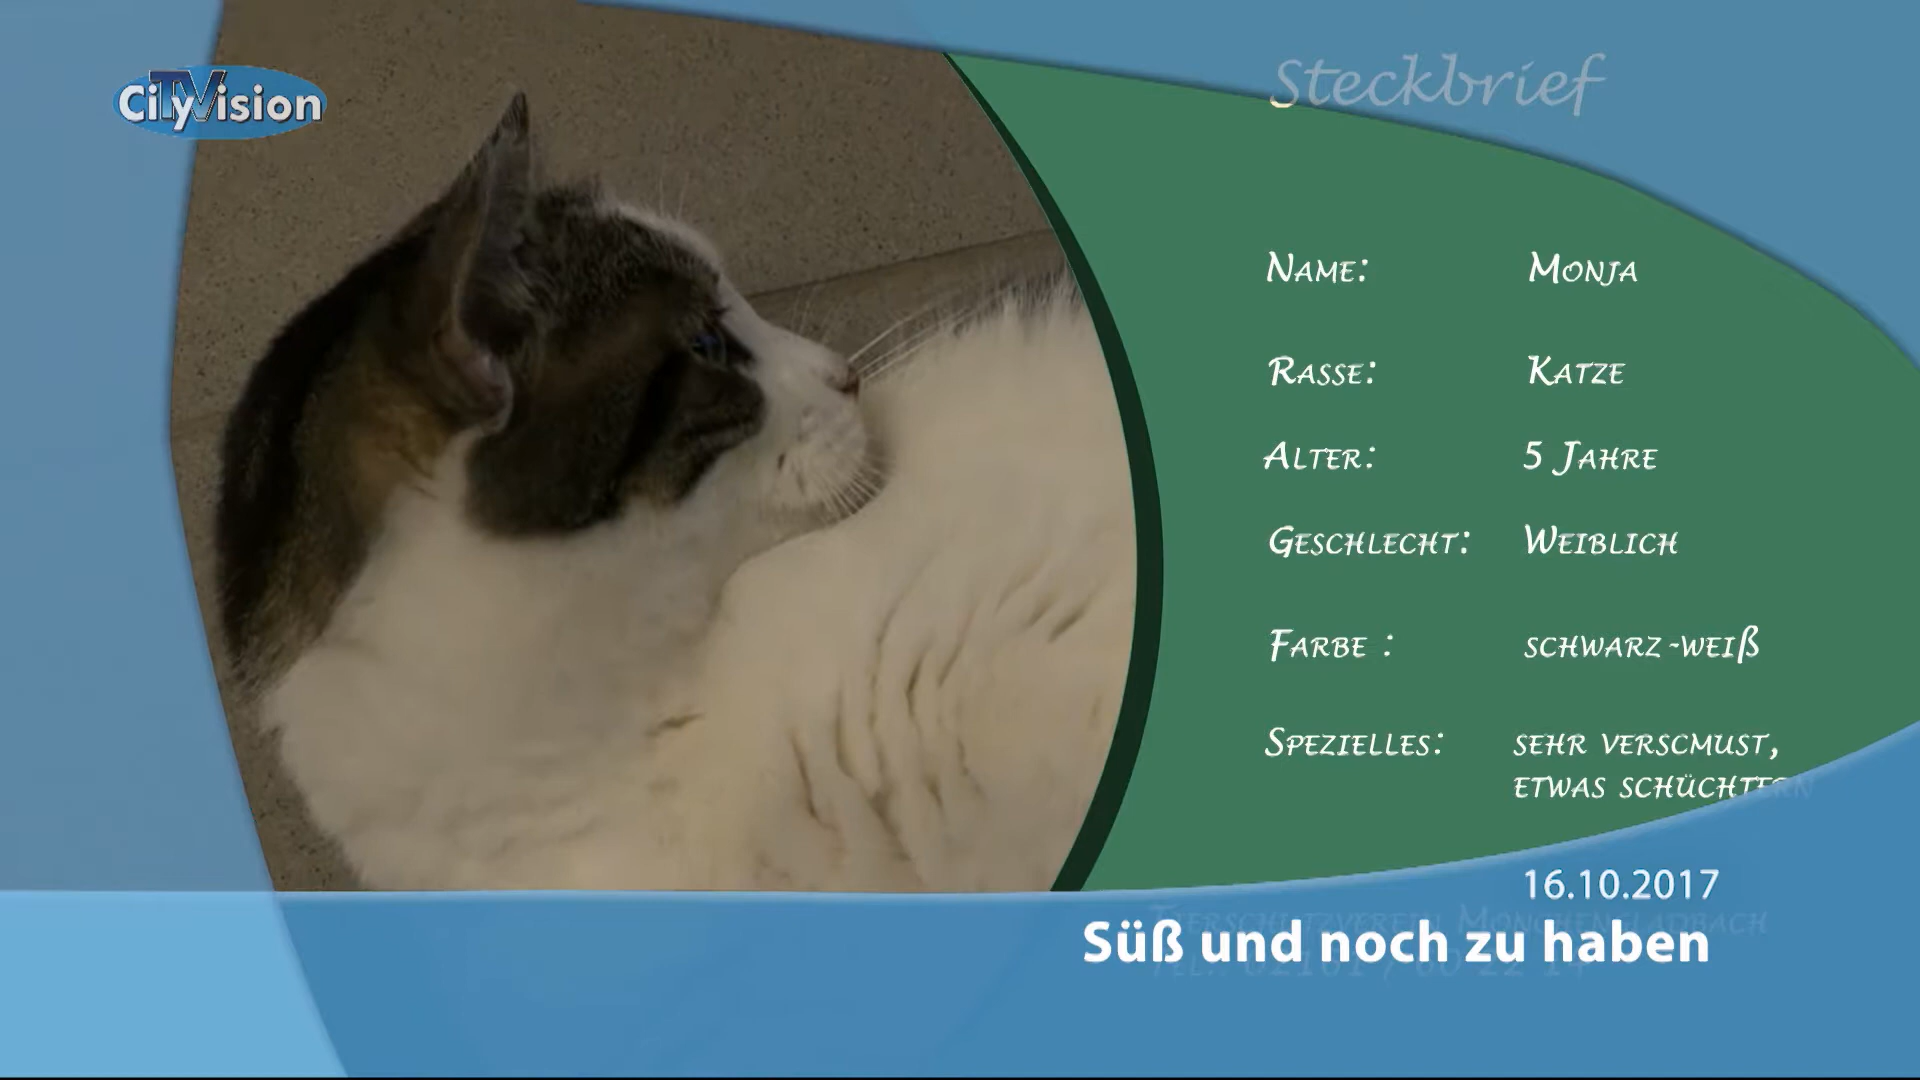 CityVision
TV
Steckbrief
Name: Monja
Rasse: Katze
Alter: 5 Jahre
Geschlecht: Weiblich
Farbe : schwarz-weiß
Spezielles: sehr verscmust,
etwas schüchtern
16.10.2017
Tierschutzverein Mönchengladbach
Süß und noch zu haben